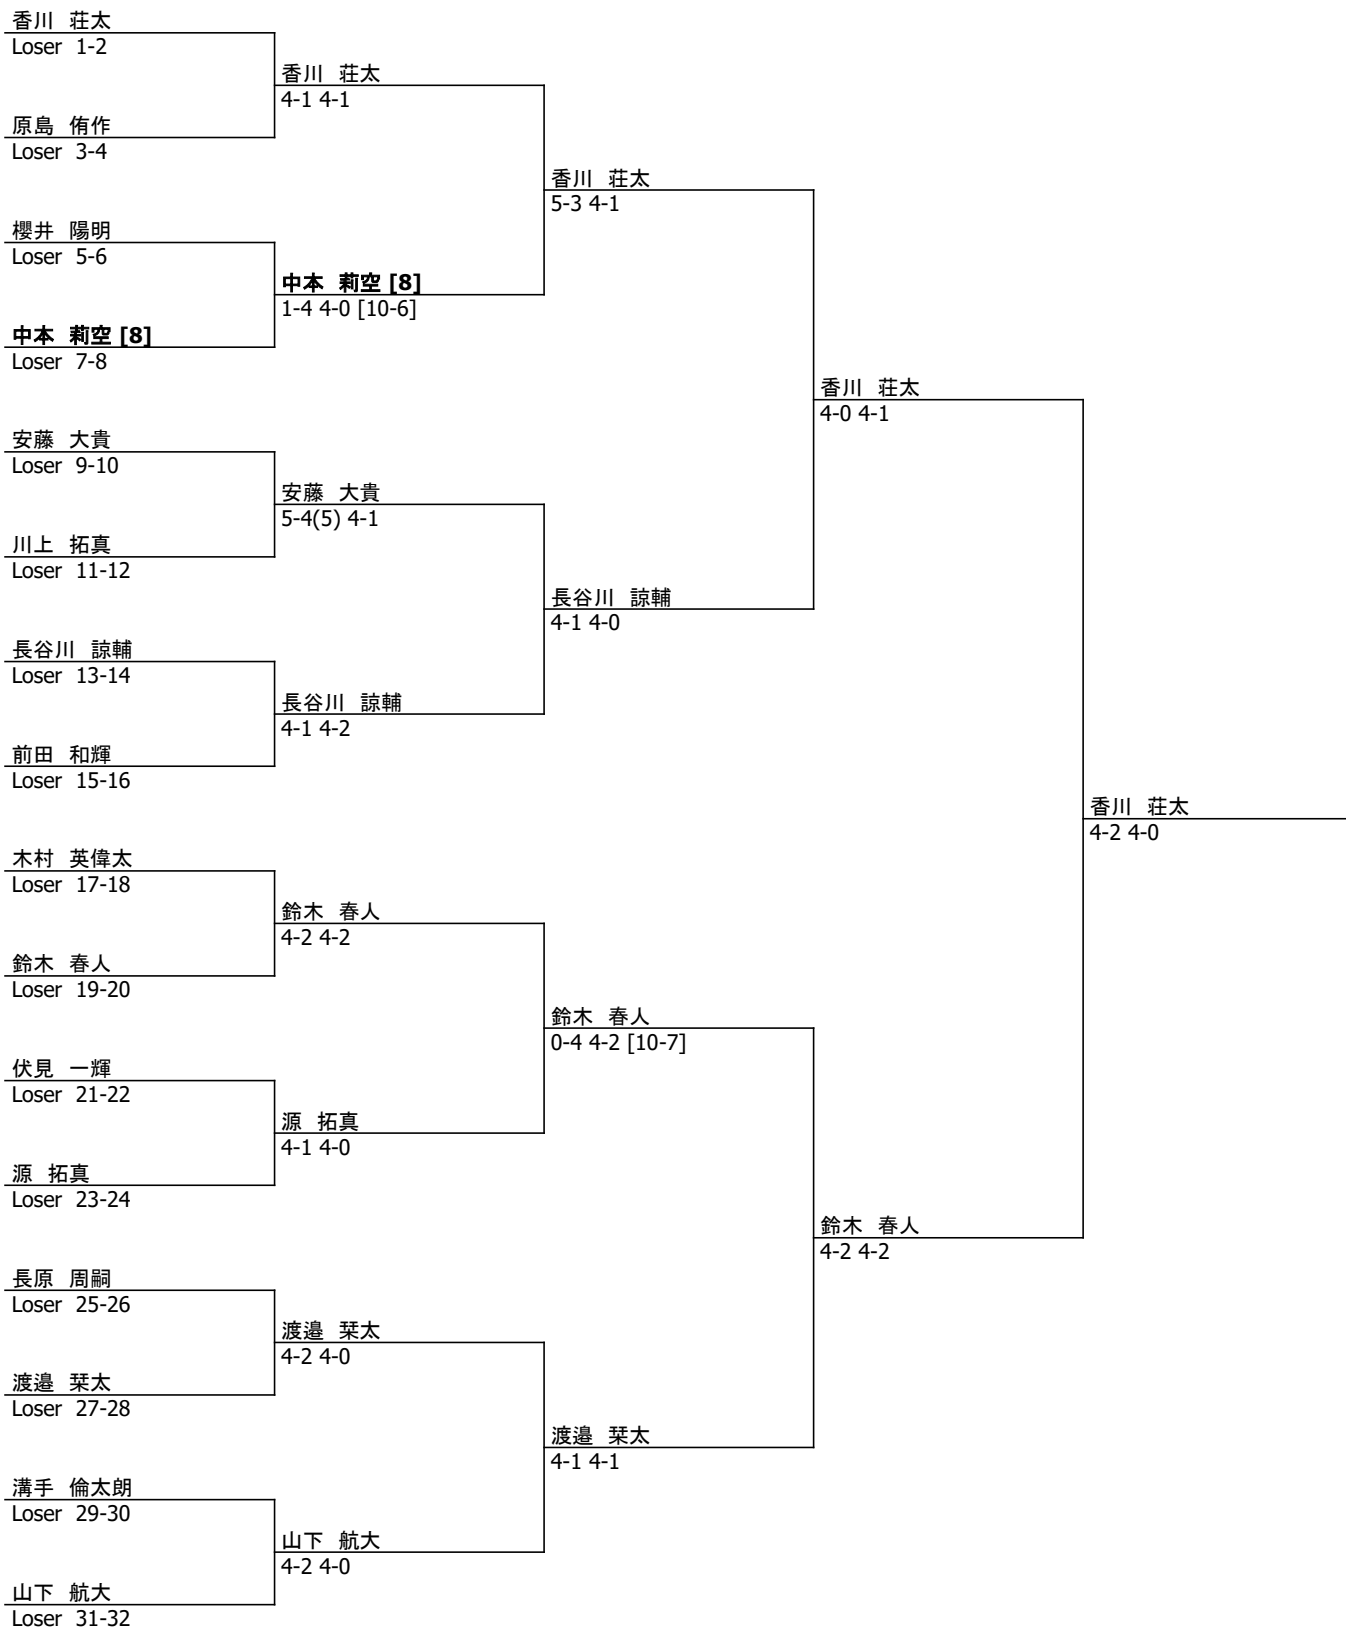 香川 荘太
Loser 1-2
香川 荘太
4-1 4-1
原島 侑作
Loser 3-4
香川 荘太
5-3 4-1
櫻井 陽明
Loser 5-6
中本 莉空 [8]
1-4 4-0 [10-6]
中本 莉空 [8]
Loser 7-8
香川 荘太
4-0 4-1
安藤 大貴
Loser 9-10
安藤 大貴
5-4(5) 4-1
川上 拓真
Loser 11-12
長谷川 諒輔
4-1 4-0
長谷川 諒輔
Loser 13-14
長谷川 諒輔
4-1 4-2
前田 和輝
Loser 15-16
香川 荘太
4-2 4-0
木村 英偉太
Loser 17-18
鈴木 春人
4-2 4-2
鈴木 春人
Loser 19-20
鈴木 春人
0-4 4-2 [10-7]
伏見 一輝
Loser 21-22
源 拓真
4-1 4-0
源 拓真
Loser 23-24
鈴木 春人
4-2 4-2
長原 周嗣
Loser 25-26
渡邉 栞太
4-2 4-0
渡邉 栞太
Loser 27-28
渡邉 栞太
4-1 4-1
溝手 倫太朗
Loser 29-30
山下 航大
4-2 4-0
山下 航大
Loser 31-32